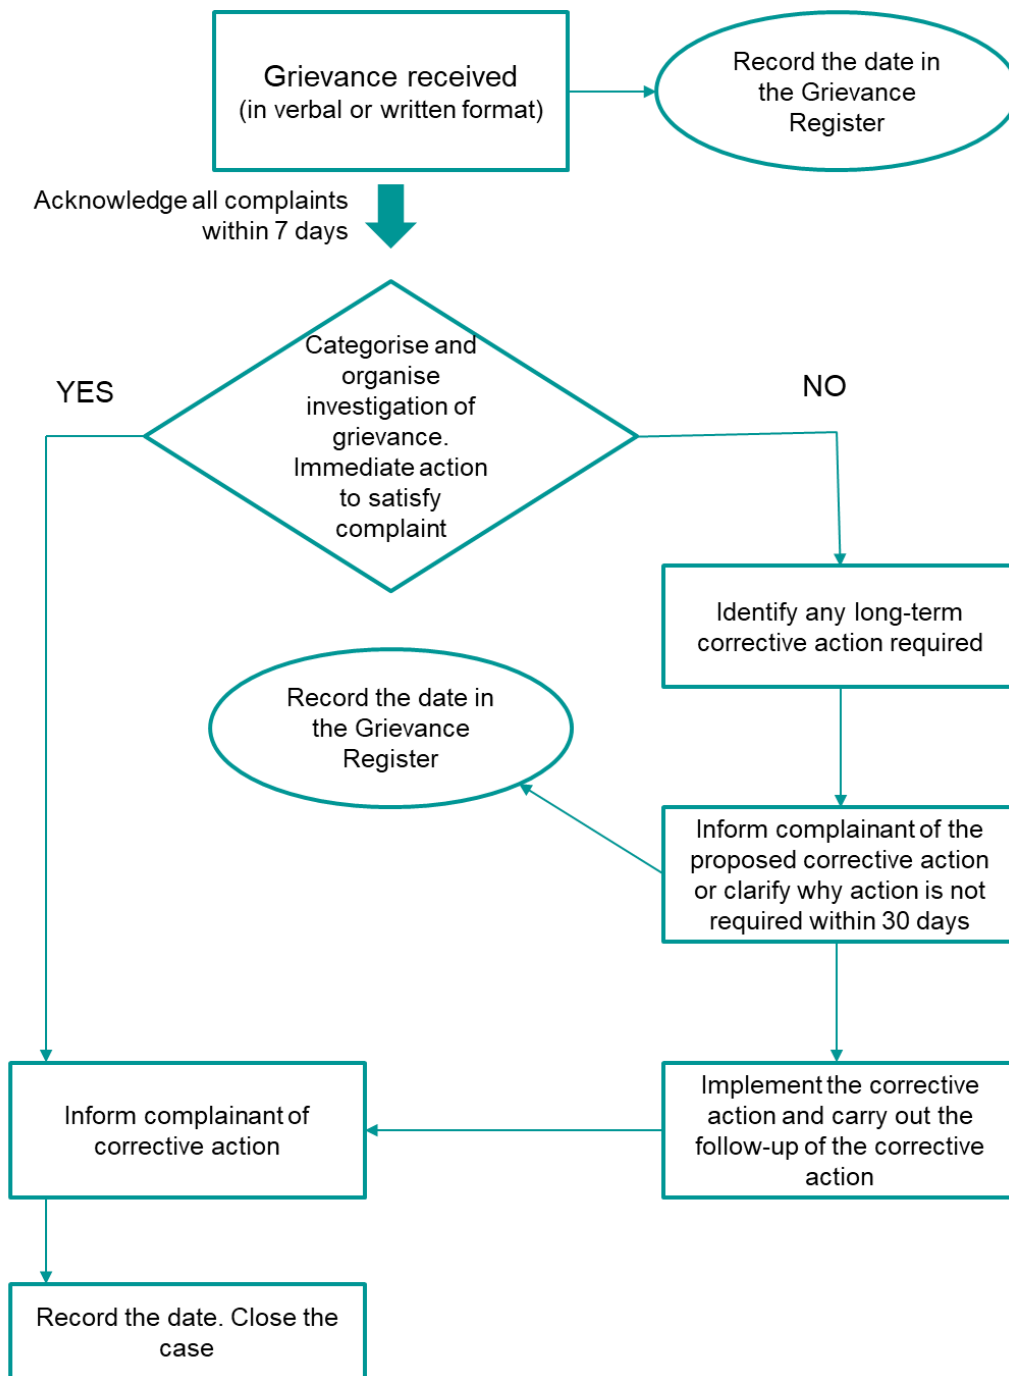 Grievance received
(in verbal or written format)
Record the date in
the Grievance
Register
Acknowledge all complaints
within 7 days
YES
Categorise and
organise
investigation of
grievance.
Immediate action
to satisfy
complaint
NO
Identify any long-term
corrective action required
Record the date in
the Grievance
Register
Inform complainant of the
proposed corrective action
or clarify why action is not
required within 30 days
Inform complainant of
corrective action
Implement the corrective
action and carry out the
follow-up of the corrective
action
Record the date. Close the
case